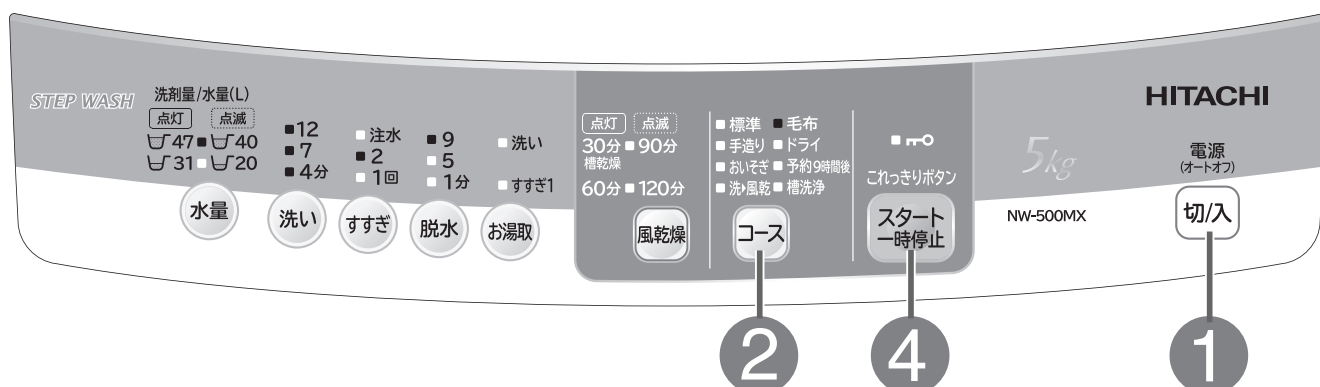 STEP WASH
洗剤量/水量(L)
点灯 点滅
47 40
31 20
水量
12
7
4分
洗い
注水
2
1回
すすぎ
9
5
1分
脱水
洗い
すすぎ1
お湯取
点灯 点滅
30分 90分
槽乾燥
60分 120分
風乾燥
標準 毛布
手造り ドライ
おいそぎ 予約9時間後
洗▶風乾 槽洗浄
コース
これっきりボタン
スタート
一時停止
5kg
NW-500MX
HITACHI
電源
(オートオフ)
切/入
2
4
1